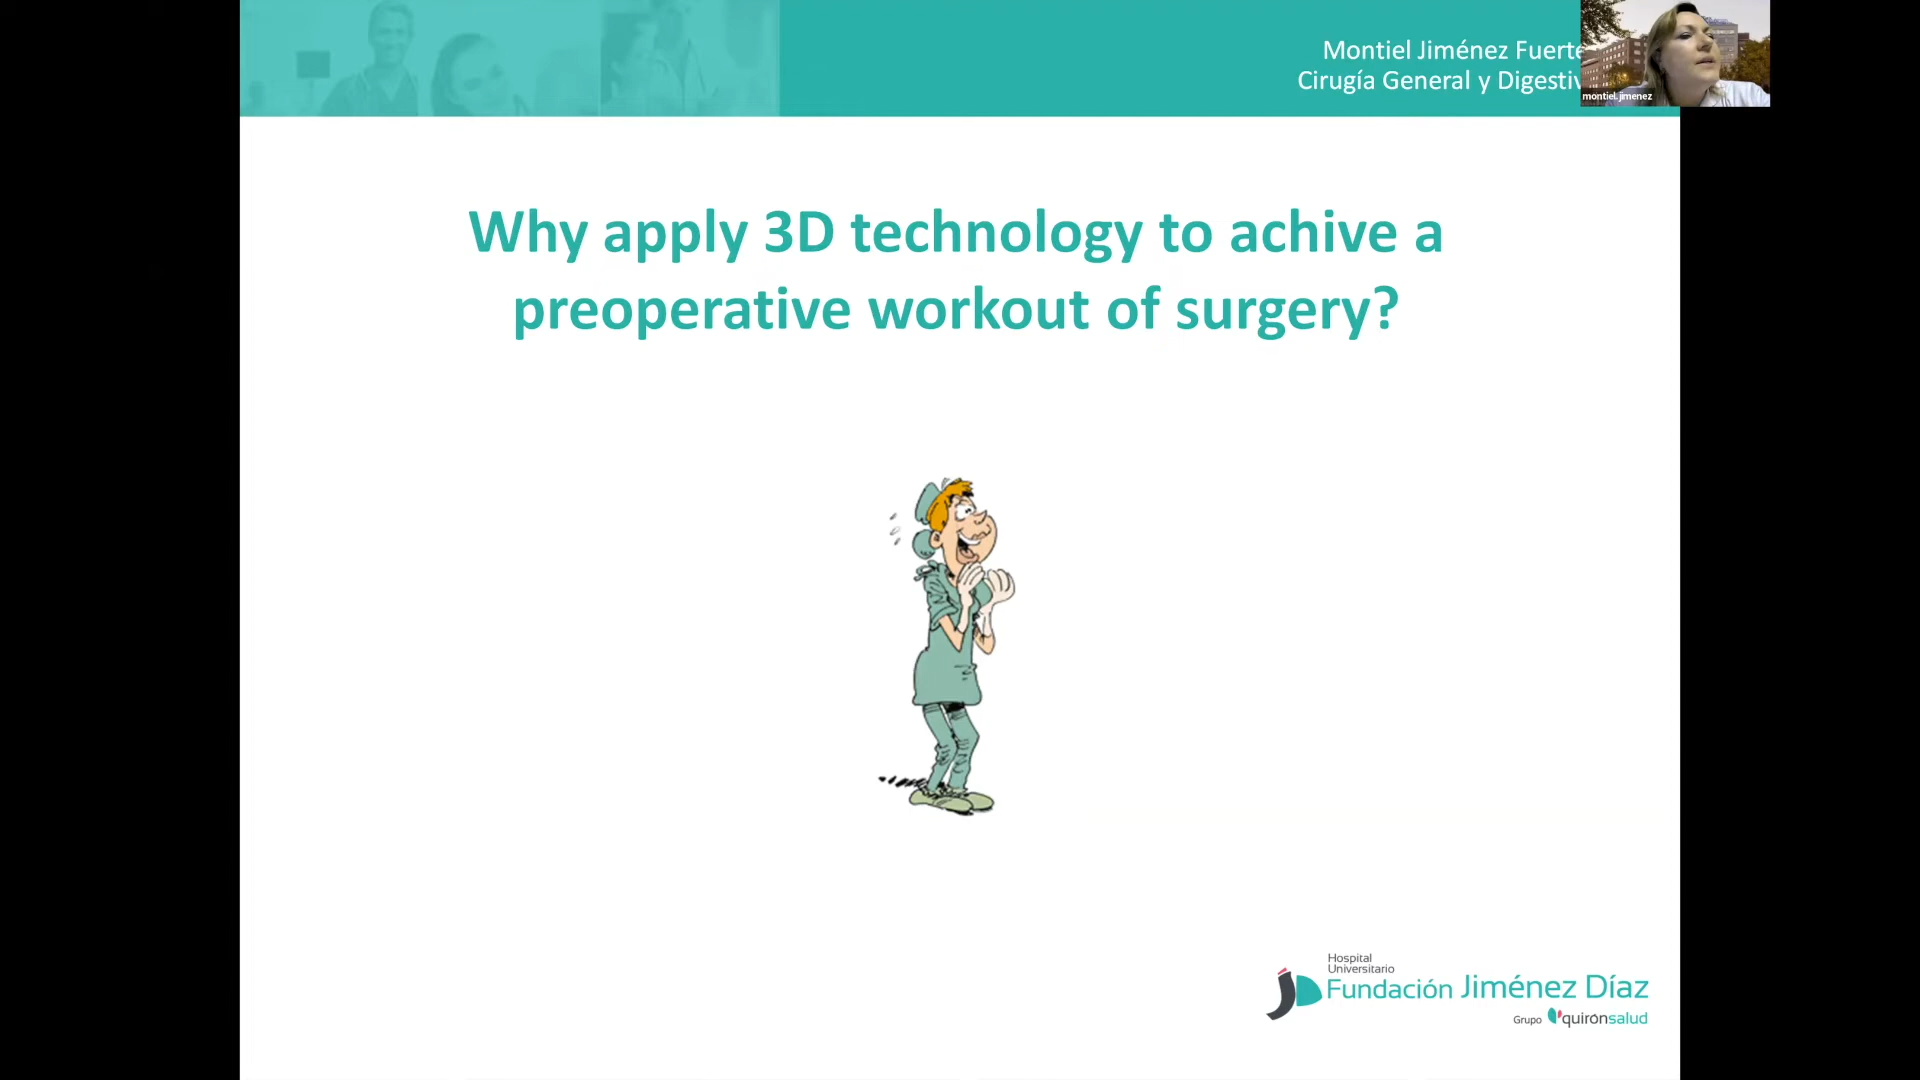 Montiel Jiménez Fuerte
Cirugía General y Digestiv
montiel.jimenez
Why apply 3D technology to achive a
preoperative workout of surgery?
Hospital
Universitario
Fundación Jiménez Díaz
Grupo quirónsalud